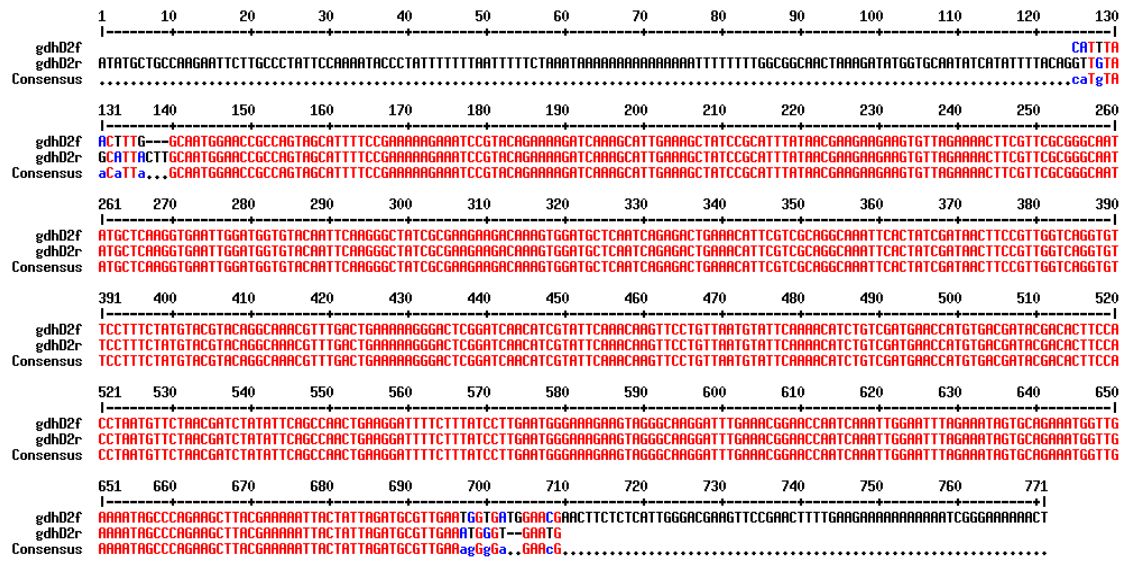 1 10 20 30 40 50 60 70 80 90 100 110 120 130
|--------+---------+---------+---------+---------+---------+---------+---------+---------+---------+---------+---------+---------|
gdhD2f CATTTA
gdhD2r ATATGCTGCCAAGAATTCTTGCCCTATTCCAAAATACCCTATTTTTTTAATTTTTCTAAATAAAAAAAAAAAAAAAAATTTTTTTTGGCGGCAACTAAAGATATGGTGCAATATCATATTTTACAGGTTGTA
Consensus ............................................................................................................................caTgTA
131 140 150 160 170 180 190 200 210 220 230 240 250 260
|--------+---------+---------+---------+---------+---------+---------+---------+---------+---------+---------+---------+---------|
gdhD2f ACTTTG---GCAATGGAACCGCCAGTAGCATTTTCCGAAAAAGAAATCCGTACAGAAAAGATCAAAGCATTGAAAGCTATCCGCATTTATAACGAAGAAGAAGTGTTAGAAAACTTCGTTCGCGGGCAAT
gdhD2r GCATTACTTGCAATGGAACCGCCAGTAGCATTTTCCGAAAAAGAAATCCGTACAGAAAAGATCAAAGCATTGAAAGCTATCCGCATTTATAACGAAGAAGAAGTGTTAGAAAACTTCGTTCGCGGGCAAT
Consensus aCaTTa...GCAATGGAACCGCCAGTAGCATTTTCCGAAAAAGAAATCCGTACAGAAAAGATCAAAGCATTGAAAGCTATCCGCATTTATAACGAAGAAGAAGTGTTAGAAAACTTCGTTCGCGGGCAAT
261 270 280 290 300 310 320 330 340 350 360 370 380 390
|--------+---------+---------+---------+---------+---------+---------+---------+---------+---------+---------+---------+---------|
gdhD2f ATGCTCAAGGTGAATTGGATGGTGTACAATTCAAGGGCTATCGCGAAGAAGACAAAGTGGATGCTCAATCAGAGACTGAAACATTCGTCGCAGGCAAATTCACTATCGATAACTTCCGTTGGTCAGGTGT
gdhD2r ATGCTCAAGGTGAATTGGATGGTGTACAATTCAAGGGCTATCGCGAAGAAGACAAAGTGGATGCTCAATCAGAGACTGAAACATTCGTCGCAGGCAAATTCACTATCGATAACTTCCGTTGGTCAGGTGT
Consensus ATGCTCAAGGTGAATTGGATGGTGTACAATTCAAGGGCTATCGCGAAGAAGACAAAGTGGATGCTCAATCAGAGACTGAAACATTCGTCGCAGGCAAATTCACTATCGATAACTTCCGTTGGTCAGGTGT
391 400 410 420 430 440 450 460 470 480 490 500 510 520
|--------+---------+---------+---------+---------+---------+---------+---------+---------+---------+---------+---------+---------|
gdhD2f TCCTTTCTATGTACGTACAGGCAAACGTTTGACTGAAAAAGGGACTCGGATCAACATCGTATTCAAACAAGTTCCTGTTAATGTATTCAAAACATCTGTCGATGAACCATGTGACGATACGACACTTCCA
gdhD2r TCCTTTCTATGTACGTACAGGCAAACGTTTGACTGAAAAAGGGACTCGGATCAACATCGTATTCAAACAAGTTCCTGTTAATGTATTCAAAACATCTGTCGATGAACCATGTGACGATACGACACTTCCA
Consensus TCCTTTCTATGTACGTACAGGCAAACGTTTGACTGAAAAAGGGACTCGGATCAACATCGTATTCAAACAAGTTCCTGTTAATGTATTCAAAACATCTGTCGATGAACCATGTGACGATACGACACTTCCA
521 530 540 550 560 570 580 590 600 610 620 630 640 650
|--------+---------+---------+---------+---------+---------+---------+---------+---------+---------+---------+---------+---------|
gdhD2f CCTAATGTTCTAACGATCTATATTCAGCCAACTGAAGGATTTTCTTTATCCTTGAATGGGAAAGAAGTAGGGCAAGGATTTGAAACGGAACCAATCAAATTGGAATTTAGAAATAGTGCAGAAATGGTTG
gdhD2r CCTAATGTTCTAACGATCTATATTCAGCCAACTGAAGGATTTTCTTTATCCTTGAATGGGAAAGAAGTAGGGCAAGGATTTGAAACGGAACCAATCAAATTGGAATTTAGAAATAGTGCAGAAATGGTTG
Consensus CCTAATGTTCTAACGATCTATATTCAGCCAACTGAAGGATTTTCTTTATCCTTGAATGGGAAAGAAGTAGGGCAAGGATTTGAAACGGAACCAATCAAATTGGAATTTAGAAATAGTGCAGAAATGGTTG
651 660 670 680 690 700 710 720 730 740 750 760 771
|--------+---------+---------+---------+---------+---------+---------+---------+---------+---------+---------+---------+|
gdhD2f AAAATAGCCCAGAAGCTTACGAAAAATTACTATTAGATGCGTTGAATGGTGATGGAACGAACTTCTCTCATTGGGACGAAGTTCCGAACTTTTGAAGAAAAAAAAAAAATCGGGAAAAAACT
gdhD2r AAAATAGCCCAGAAGCTTACGAAAAATTACTATTAGATGCGTTGAAATGGGT--GAATG
Consensus AAAATAGCCCAGAAGCTTACGAAAAATTACTATTAGATGCGTTGAAagGgGa..GAAcG..............................................................